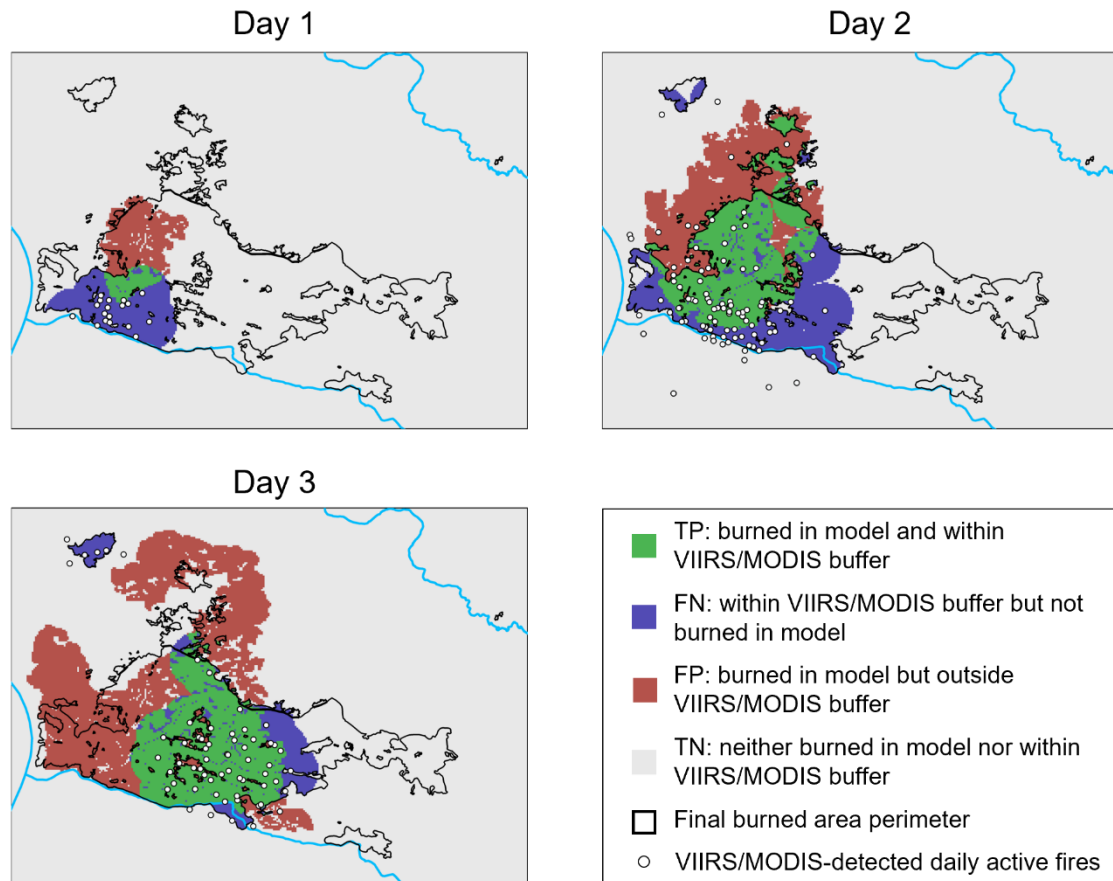 Day 1
Day 2
Day 3
TP: burned in model and within
VIIRS/MODIS buffer
FN: within VIIRS/MODIS buffer but not
burned in model
FP: burned in model but outside
VIIRS/MODIS buffer
TN: neither burned in model nor within
VIIRS/MODIS buffer
Final burned area perimeter
VIIRS/MODIS-detected daily active fires